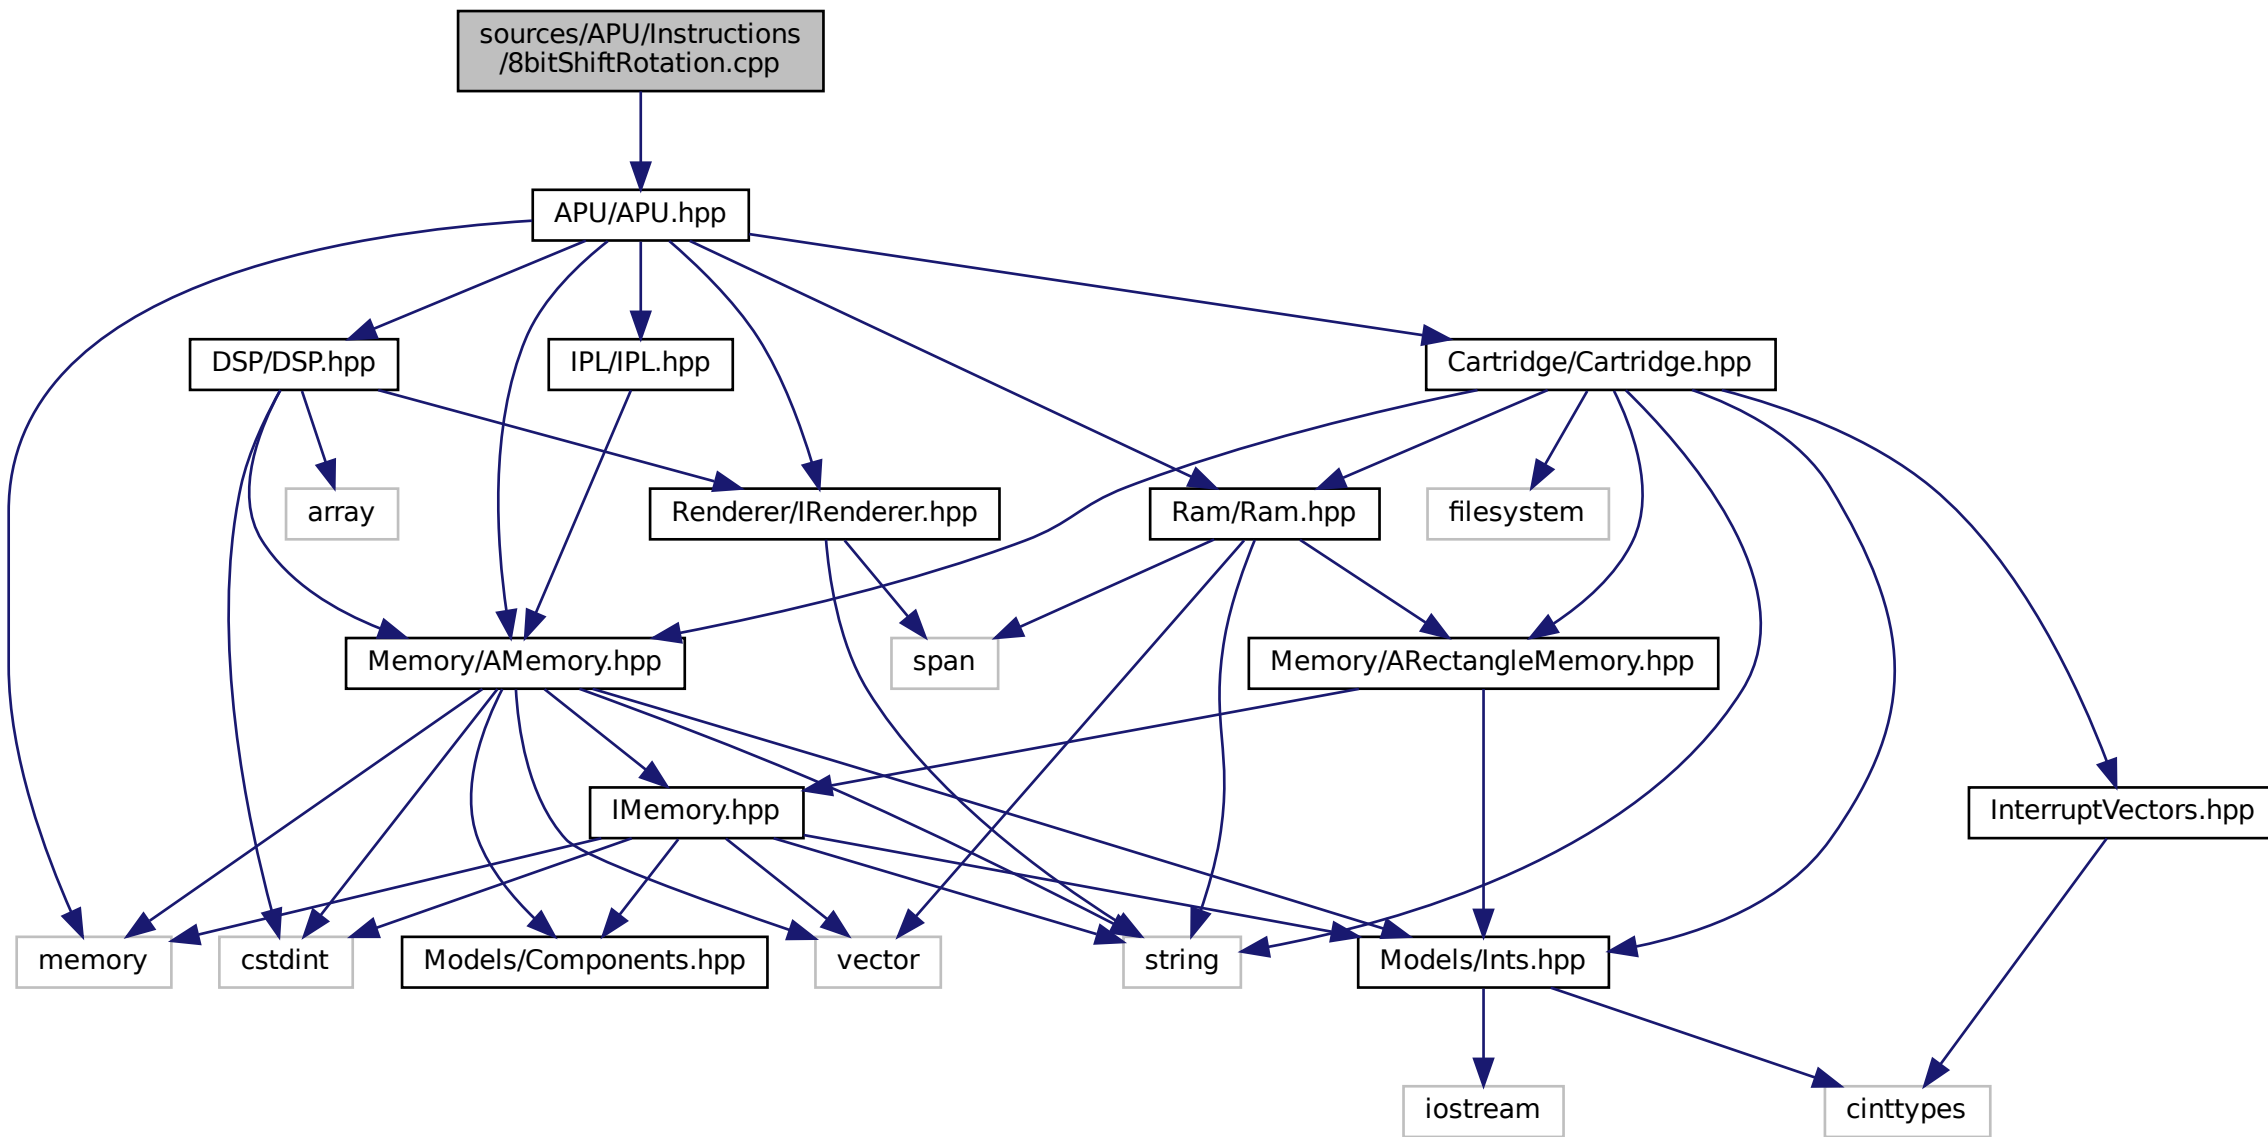 sources/APU/Instructions
/8bitShiftRotation.cpp
APU/APU.hpp
DSP/DSP.hpp
IPL/IPL.hpp
Cartridge/Cartridge.hpp
array
Renderer/IRenderer.hpp
Ram/Ram.hpp
filesystem
Memory/AMemory.hpp
span
Memory/ARectangleMemory.hpp
IMemory.hpp
InterruptVectors.hpp
memory
cstdint
Models/Components.hpp
vector
string
Models/Ints.hpp
iostream
cinttypes